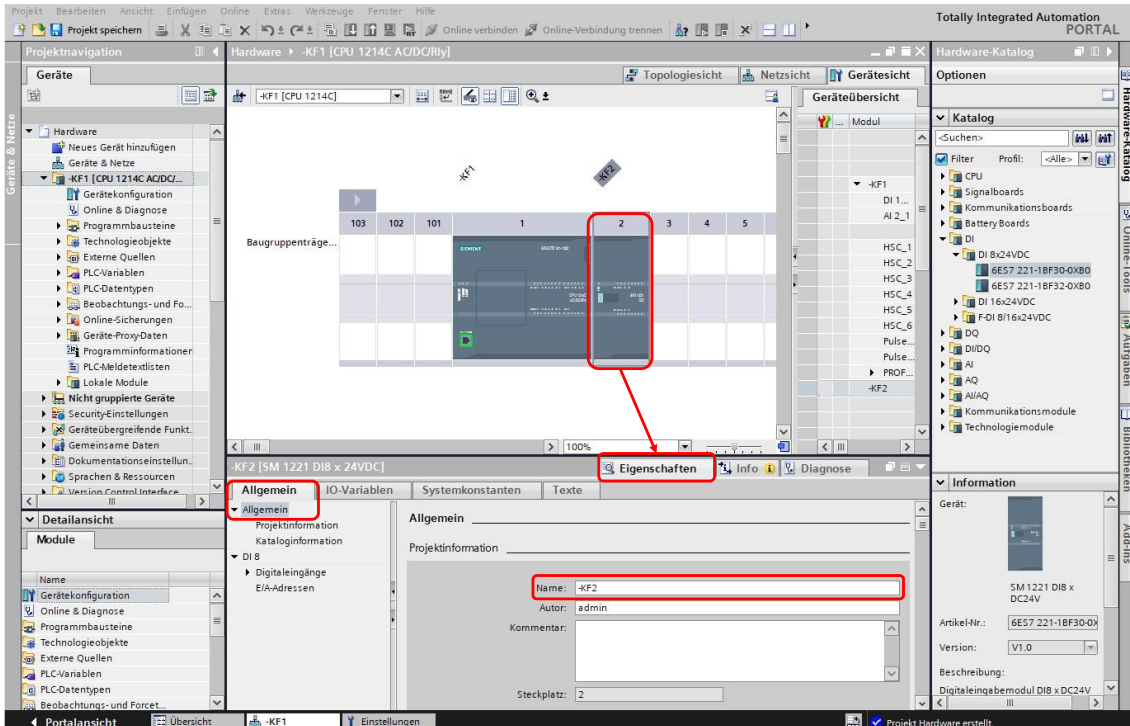 Projekt Bearbeiten Ansicht Einfügen Online Extras Werkzeuge Fenster Hilfe
Totally Integrated Automation
PORTAL
Projekt speichern
Online verbinden
Online-Verbindung trennen
Projektnavigation
Hardware
-KF1 [CPU 1214C AC/DC/Rly]
Hardware-Katalog
Geräte
Topologiesicht
Netzsicht
Gerätesicht
Optionen
-KF1 [CPU 1214C]
Geräteübersicht
Geräte & Netze
Hardware
Neues Gerät hinzufügen
Geräte & Netze
-KF1 [CPU 1214C AC/DC/...
Gerätekonfiguration
Online & Diagnose
Programmbausteine
Technologieobjekte
Externe Quellen
PLC-Variablen
PLC-Datentypen
Beobachtungs- und Fo...
Online-Sicherungen
Geräte-Proxy-Daten
Programminformationen
PLC-Meldetextlisten
Lokale Module
Nicht gruppierte Geräte
Security-Einstellungen
Geräteübergreifende Funkt.
Gemeinsame Daten
Dokumentationseinstellun..
Sprachen & Ressourcen
Version Control Interface
-KF1
-KF2
103 102 101 1 2 3 4 5
Baugruppenträge...
SIEMENS
100%
... Modul
-KF1
DI 1...
AI 2_1
HSC_1
HSC_2
HSC_3
HSC_4
HSC_5
HSC_6
Pulse...
Pulse...
PROF...
-KF2
Katalog
<Suchen>
Filter
Profil:
<Alle>
CPU
Signalboards
Kommunikationsboards
Battery Boards
DI
DI 8x24VDC
6ES7 221-1BF30-0XB0
6ES7 221-1BF32-0XB0
DI 16x24VDC
F-DI 8/16x24VDC
DQ
DI/DQ
AI
AQ
AI/AQ
Kommunikationsmodule
Technologiemodule
Hardware-Katalog
Online-Tools
Aufgaben
Bibliotheken
Add-Ins
-KF2 [SM 1221 DI8 x 24VDC]
Eigenschaften
Info
Diagnose
Allgemein
IO-Variablen
Systemkonstanten
Texte
Allgemein
Projektinformation
Kataloginformation
DI 8
Digitaleingänge
E/A-Adressen
Allgemein
Projektinformation
Name: -KF2
Autor: admin
Kommentar:
Steckplatz: 2
Detailansicht
Module
Name
Gerätekonfiguration
Online & Diagnose
Programmbausteine
Technologieobjekte
Externe Quellen
PLC-Variablen
PLC-Datentypen
Beobachtungs- und Forcet...
Information
Gerät:
SM 1221 DI8 x
DC24V
Artikel-Nr.: 6ES7 221-1BF30-0X
Version: V1.0
Beschreibung:
Digitaleingabemodul DI8 x DC24V
Portalansicht
Übersicht
-KF1
Einstellungen
Projekt Hardware erstellt.